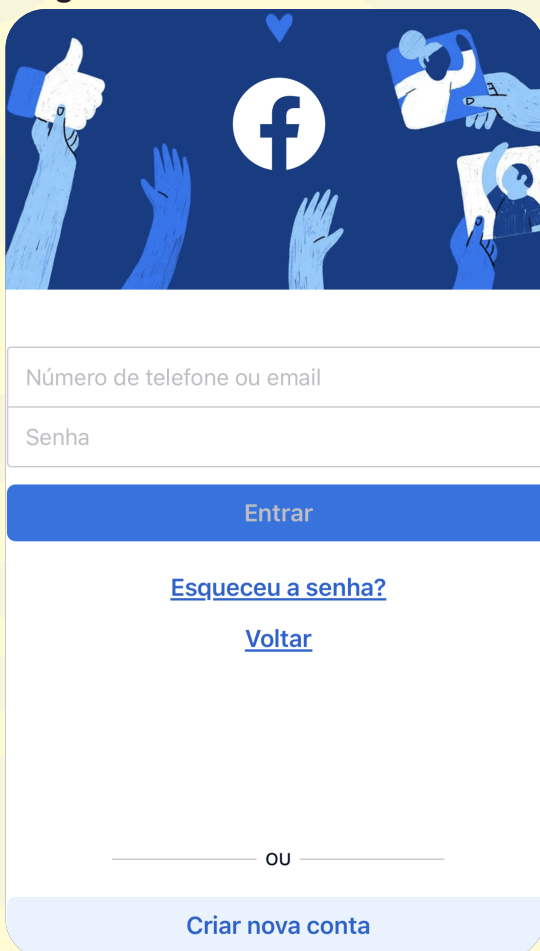 Número de telefone ou email
Senha
Entrar
Esqueceu a senha?
Voltar
OU
Criar nova conta